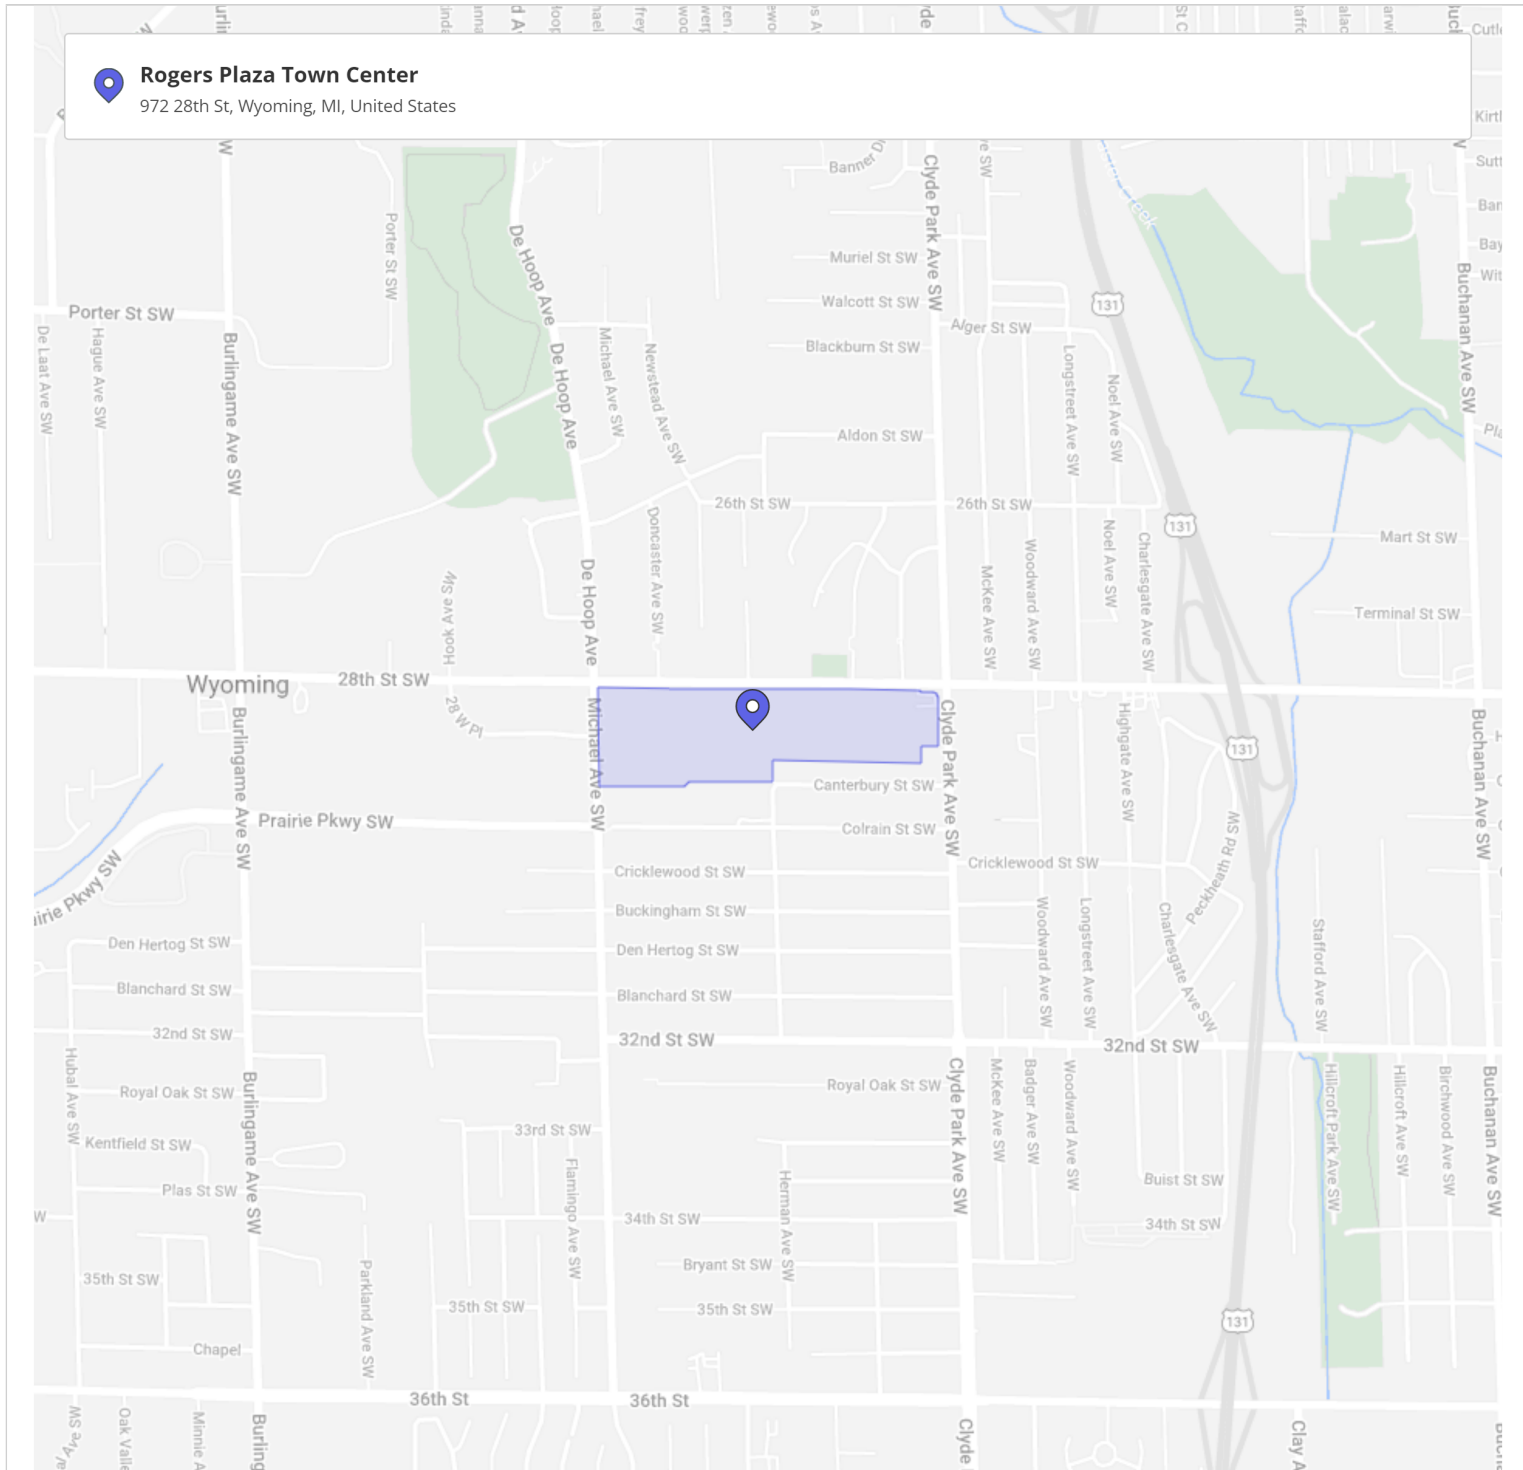 Rogers Plaza Town Center
972 28th St, Wyoming, MI, United States
Banner Dr
Porter St SW
De Hoop Ave
Clyde Park Ave SW
Creek
Muriel St SW
Walcott St SW
Alger St SW
Blackburn St SW
131
Buchanan Ave SW
Porter St SW
De Laat Ave SW
Hague Ave SW
Burlingame Ave SW
De Hoop Ave
Michael Ave SW
Newstead Ave SW
Longstreet Ave SW
Noel Ave SW
Aldon St SW
26th St SW
26th St SW
131
Doncaster Ave SW
Noel Ave SW
Charlesgate Ave SW
Mart St SW
Hook Ave SW
De Hoop Ave
McKee Ave SW
Woodward Ave SW
Terminal St SW
Wyoming
28th St SW
28 W Pl
Michael Ave SW
Clyde Park Ave SW
Highgate Ave SW
131
Buchanan Ave SW
Burlingame Ave SW
Canterbury St SW
Prairie Pkwy SW
Colrain St SW
Cricklewood St SW
Cricklewood St SW
Peckheath Rd SW
Pkwy SW
Buckingham St SW
Den Hertog St SW
Den Hertog St SW
Woodward Ave SW
Longstreet Ave SW
Charlesgate Ave SW
Stafford Ave SW
Blanchard St SW
Blanchard St SW
32nd St SW
32nd St SW
32nd St SW
Hubal Ave SW
Royal Oak St SW
Burlingame Ave SW
Royal Oak St SW
Clyde Park Ave SW
McKee Ave SW
Badger Ave SW
Woodward Ave SW
Hillcroft Park Ave SW
Hillcroft Ave SW
Birchwood Ave SW
Buchanan Ave SW
Kentfield St SW
33rd St SW
Flamingo Ave SW
Herman Ave SW
Plas St SW
Buist St SW
34th St SW
34th St SW
35th St SW
Parkland Ave SW
Bryant St SW
35th St SW
35th St SW
131
Chapel
36th St
36th St
Clyde